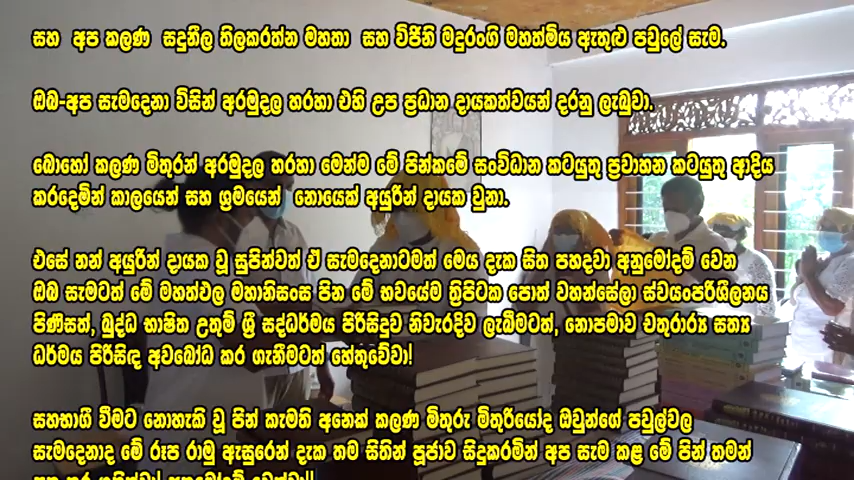 සහ අප කලණ සදුනීල තිලකරත්න මහතා සහ විජිනි මදුරංගි මහත්මිය ඇතුළු පවුලේ සැම.
ඔබ-අප සැමදෙනා විසින් අරමුදල හරහා එහි උප ප්‍රධාන දායකත්වයන් දරනු ලැබුවා.
බොහෝ කලණ මිතුරන් අරමුදල හරහා මෙන්ම මේ පින්කමේ සංවිධාන කටයුතු ප්‍රවාහන කටයුතු ආදිය
කරදෙමින් කාලයෙන් සහ ශ්‍රමයෙන් නොයෙක් අයුරින් දායක වුනා.
එසේ නන් අයුරින් දායක වූ සුපින්වත් ඒ සැමදෙනාටමත් මෙය දැක සිත පහදවා අනුමෝදම් වෙන
ඔබ සැමටත් මේ මහත්ඵල මහානිසංස පින මේ භවයේම ත්‍රිපිටක පොත් වහන්සේලා ස්වයංපරිශීලනය
පිණිසත්, බුද්ධ භාෂිත උතුම් ශ්‍රී සද්ධර්මය පිරිසිදුව නිවැරදිව ලැබීමටත්, නොපමාව චතුරාර්‍ය සත්‍ය
ධර්මය පිරිසිඳ අවබෝධ කර ගැනීමටත් හේතුවේවා!
සහභාගී වීමට නොහැකි වූ පින් කැමති අනෙක් කලණ මිතුරු මිතුරියෝද ඔවුන්ගේ පවුල්වල
සැමදෙනාද මේ රූප රාමු ඇසුරෙන් දැක තම සිතින් පූජාව සිදුකරමින් අප සැම කළ මේ පින් තමන්